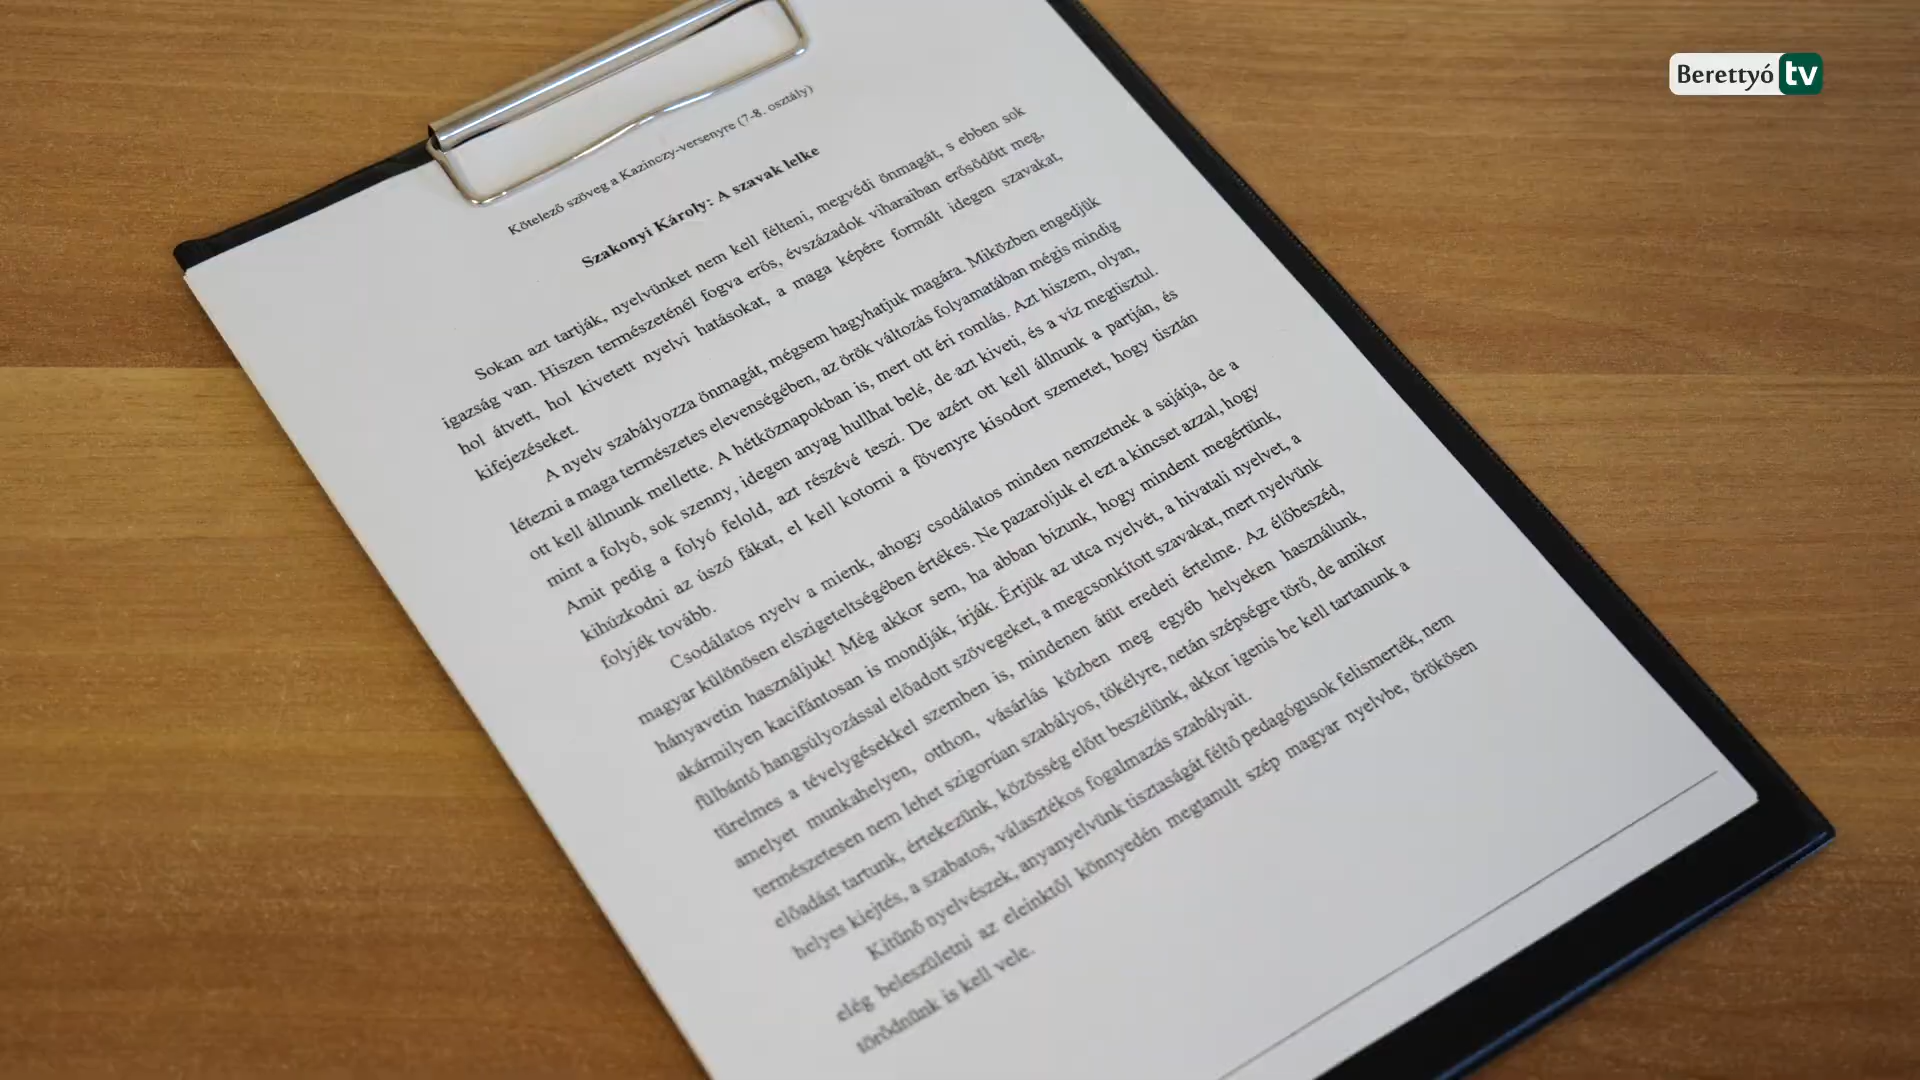 Berettyó tv
Kötelező szöveg a Kazinczy-versenyre (7-8. osztály)
Szakonyi Károly: A szavak lelke
Sokan azt tartják, nyelvünket nem kell félteni, megvédi önmagát, s ebben sok
igazság van. Hiszen természeténél fogva erős, évszázadok viharaiban erősödött meg,
hol átvett, hol kivetett nyelvi hatásokat, a maga képére formált idegen szavakat,
kifejezéseket.
A nyelv szabályozza önmagát, mégsem hagyhatjuk magára. Miközben engedjük
létezni a maga természetes elevenségében, az örök változás folyamatában mégis mindig
ott kell állnunk mellette. A hétköznapokban is, mert ott éri romlás. Azt hiszem, olyan,
mint a folyó, sok szenny, idegen anyag hullhat belé, de azt kiveti, és a víz megtisztul.
Amit pedig a folyó felold, azt részévé teszi. De azért ott kell állnunk a partján, és
kihúzkodni az úszó fákat, el kell kotorni a fövenyre kisodort szemetet, hogy tisztán
folyjék tovább.
Csodálatos nyelv a mienk, ahogy csodálatos minden nemzetnek a sajátja, de a
magyar különösen elszigeteltségében értékes. Ne pazaroljuk el ezt a kincset azzal, hogy
hányavetin használjuk! Még akkor sem, ha abban bízunk, hogy mindent megértünk,
akármilyen kacifántosan is mondják, írják. Értjük az utca nyelvét, a hivatali nyelvet, a
fülbántó hangsúlyozással előadott szövegeket, a megcsonkított szavakat, mert nyelvünk
türelmes a tévelygésekkel szemben is, mindenen átüt eredeti értelme. Az élőbeszéd,
amelyet munkahelyen, otthon, vásárlás közben meg egyéb helyeken használunk,
természetesen nem lehet szigorúan szabályos, tökélyre, netán szépségre törő, de amikor
előadást tartunk, értekezünk, közösség előtt beszélünk, akkor igenis be kell tartanunk a
helyes kiejtés, a szabatos, választékos fogalmazás szabályait.
Kitűnő nyelvészek, anyanyelvünk tisztaságát féltő pedagógusok felismerték, nem
elég beleszületni az eleinktől könnyedén megtanult szép magyar nyelvbe, örökösen
törődnünk is kell vele.